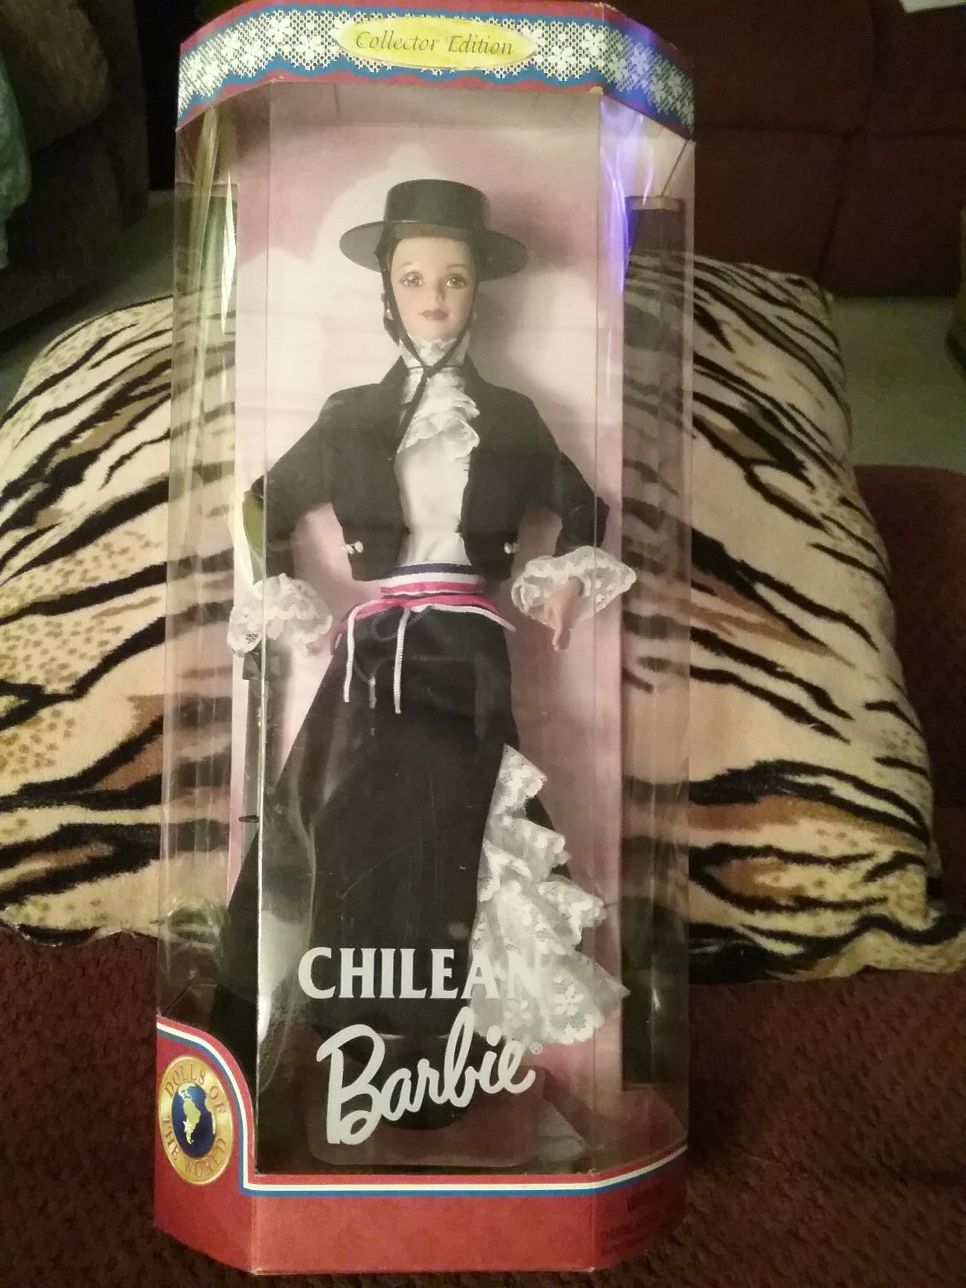 Collector Edition
CHILEAN
Barbie®
DOLLS OF
THE WORLD